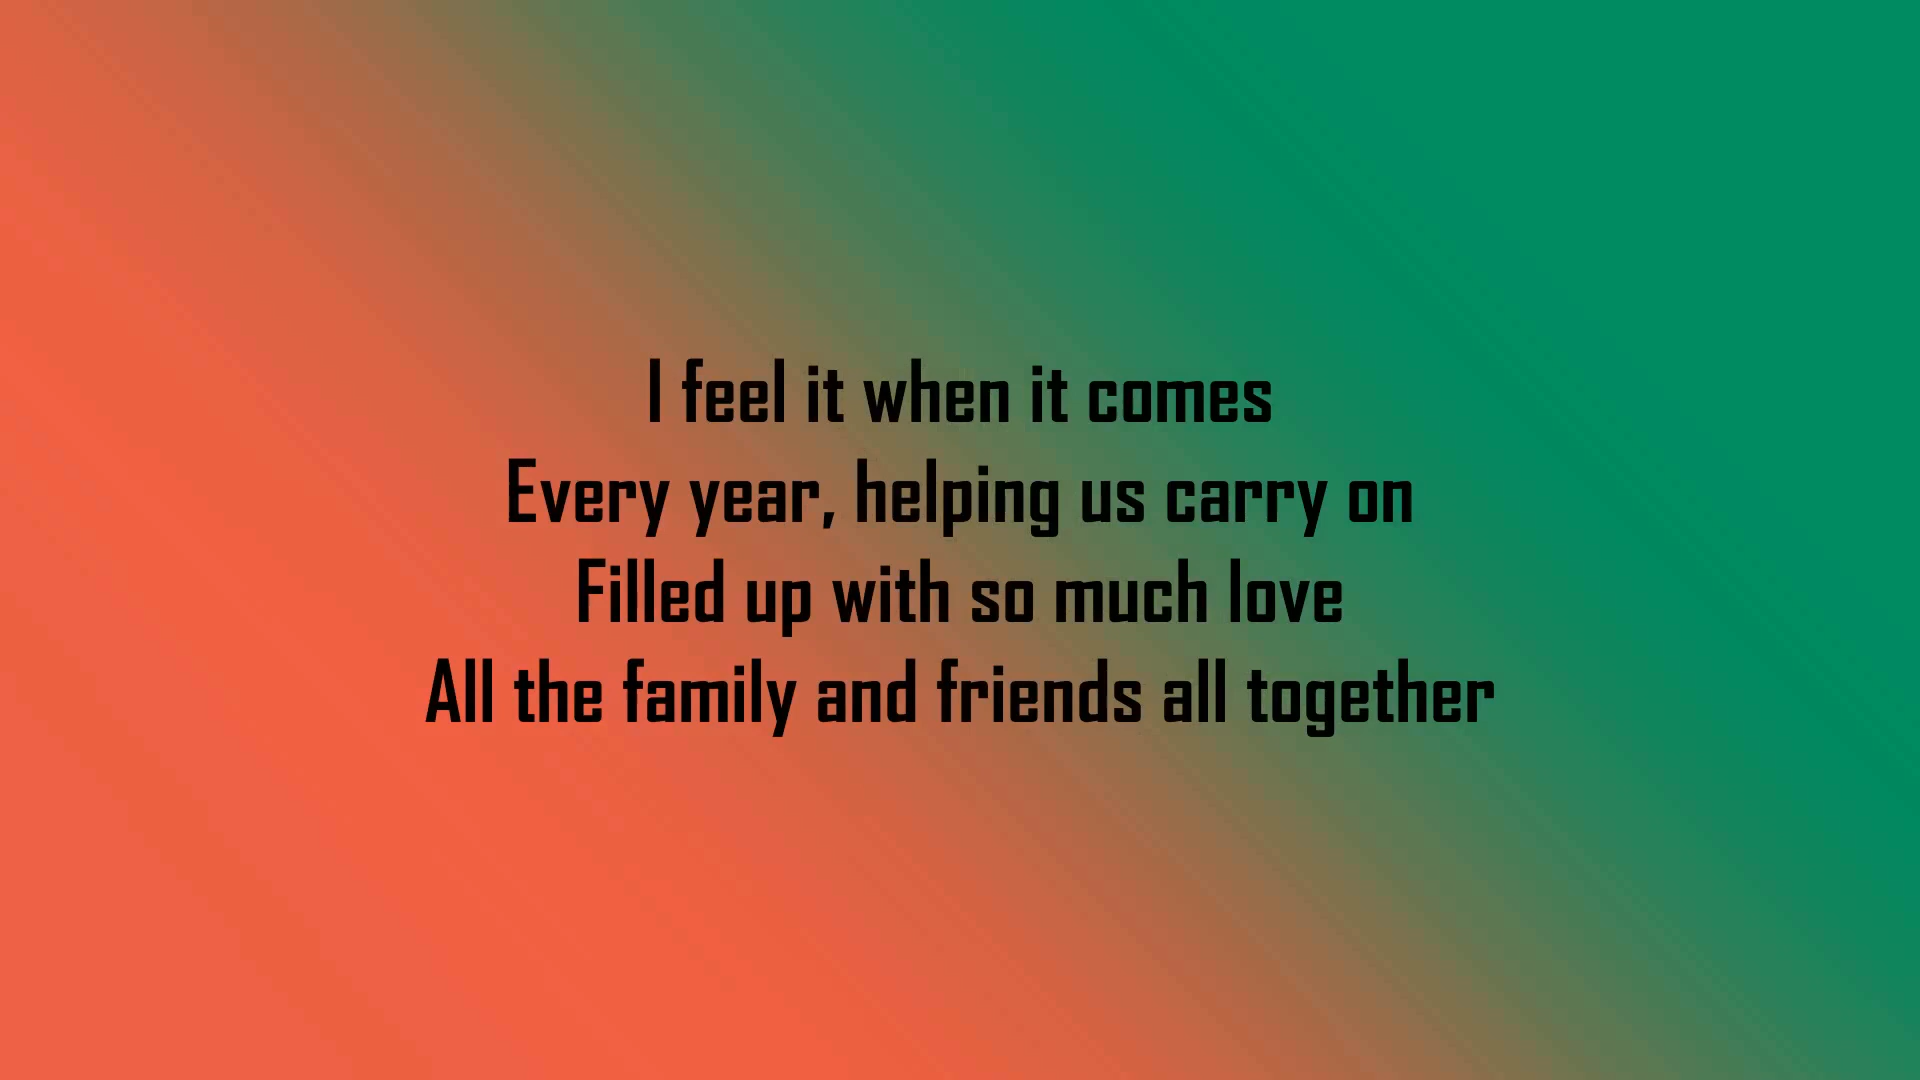 I feel it when it comes
Every year, helping us carry on
Filled up with so much love
All the family and friends all together